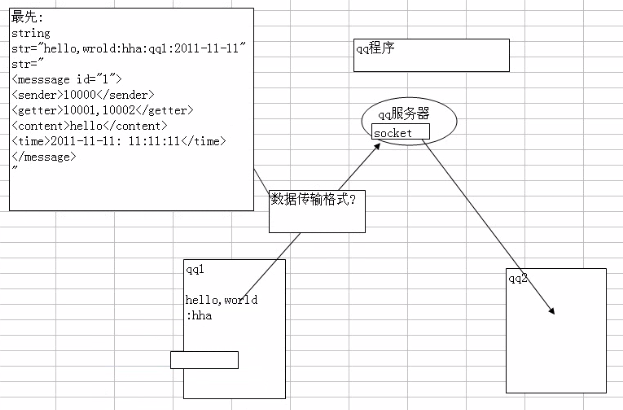 最先:
string
str="hello,wrold:hha:qq1:2011-11-11"
str="
<messsage id="1">
<sender>10000</sender>
<getter>10001,10002</getter>
<content>hello</content>
<time>2011-11-11: 11:11:11</time>
</message>
"
qq程序
qq服务器
socket
数据传输格式?
qq1
hello,world
:hha
qq2